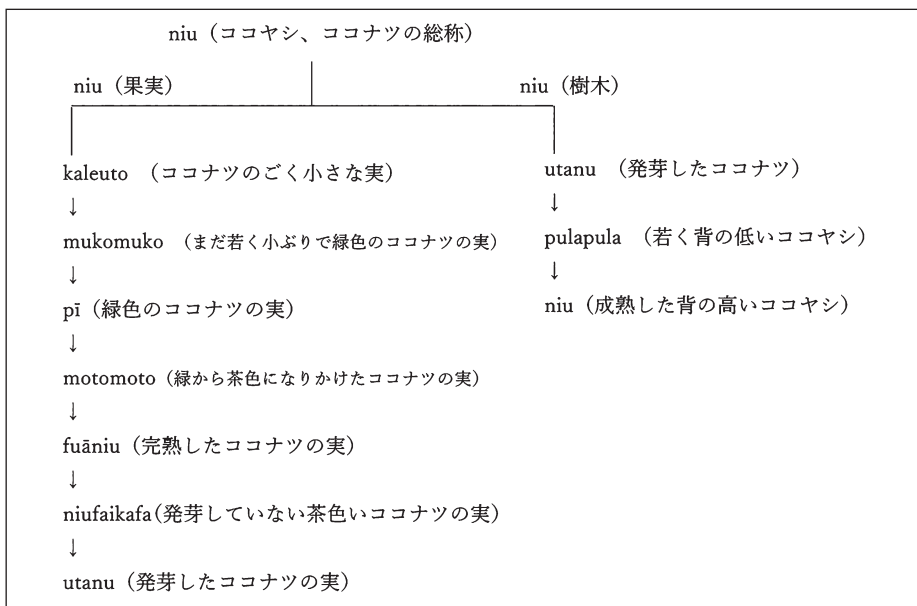 niu（ココヤシ、ココナツの総称）
niu（果実）
niu（樹木）
kaleuto （ココナツのごく小さな実）
↓
mukomuko （まだ若く小ぶりで緑色のココナツの実）
↓
pī（緑色のココナツの実）
↓
motomoto（緑から茶色になりかけたココナツの実）
↓
fuāniu（完熟したココナツの実）
↓
niufaikafa（発芽していない茶色いココナツの実）
↓
utanu（発芽したココナツの実）
utanu （発芽したココナツ）
↓
pulapula （若く背の低いココヤシ）
↓
niu（成熟した背の高いココヤシ）